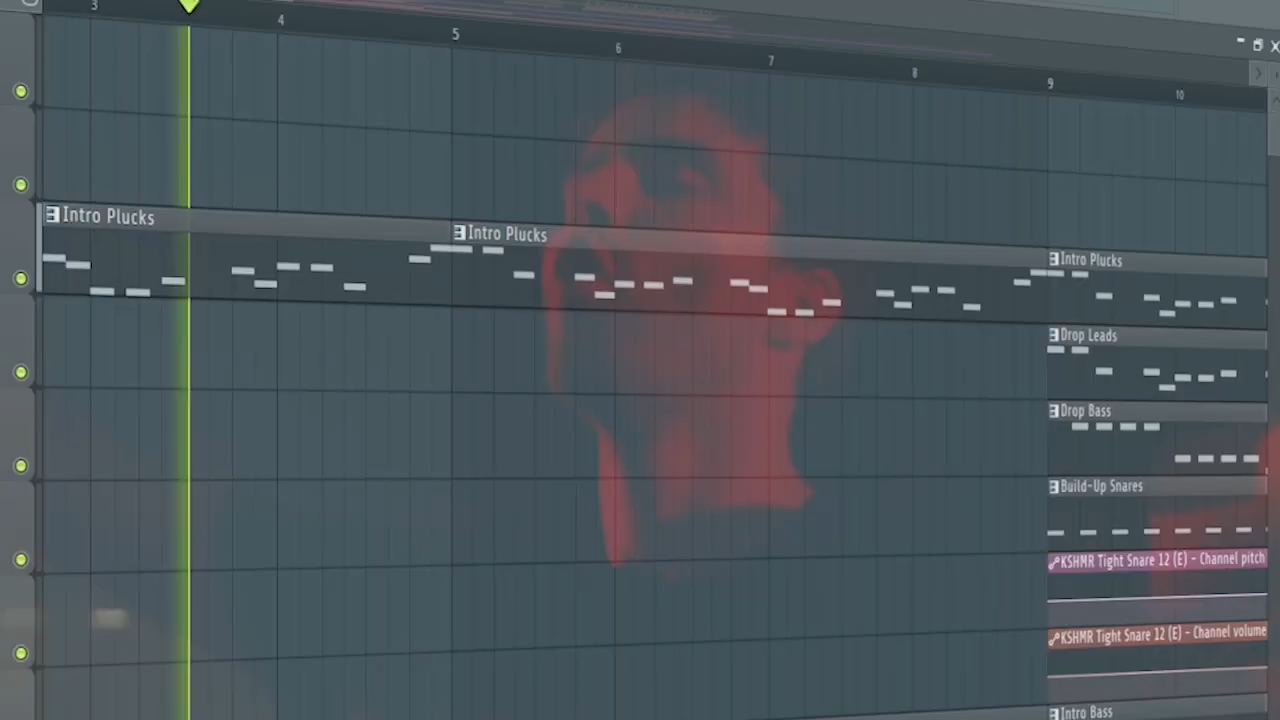 3
4
5
6
7
8
9
10
Intro Plucks
Intro Plucks
Intro Plucks
Drop Leads
Drop Bass
Build-Up Snares
KSHMR Tight Snare 12 (E) - Channel pitch
KSHMR Tight Snare 12 (E) - Channel volume
Intro Bass